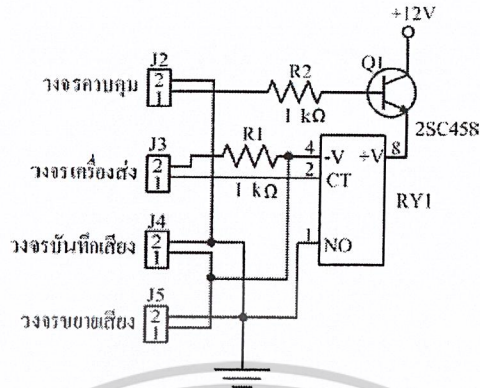 +12V
J2
2
1
วงจรควบคุม
R2
1 kΩ
Q1
2SC458
J3
2
1
วงจรเครื่องส่ง
R1
1 kΩ
4
-V
+V
8
2
CT
RY1
J4
2
1
วงจรบันทึกเสียง
1
NO
J5
2
1
วงจรขยายเสียง